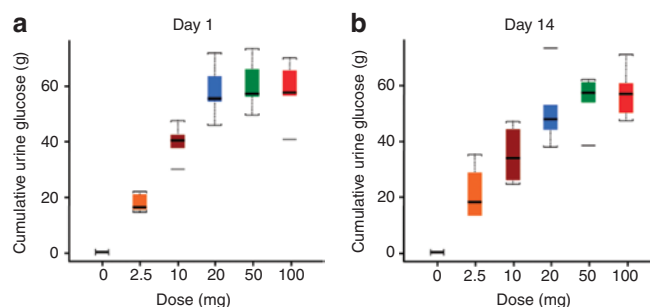 a
Day 1
Cumulative urine glucose (g)
60
40
20
0
0 2.5 10 20 50 100
Dose (mg)
b
Day 14
Cumulative urine glucose (g)
60
40
20
0
0 2.5 10 20 50 100
Dose (mg)